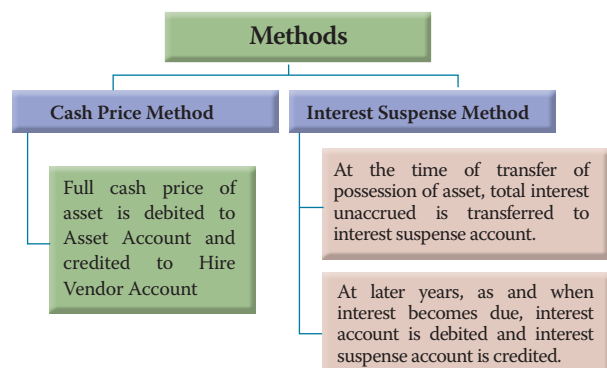 Methods
Cash Price Method
Full cash price of
asset is debited to
Asset Account and
credited to Hire
Vendor Account
Interest Suspense Method
At the time of transfer of
possession of asset, total interest
unaccrued is transferred to
interest suspense account.
At later years, as and when
interest becomes due, interest
account is debited and interest
suspense account is credited.